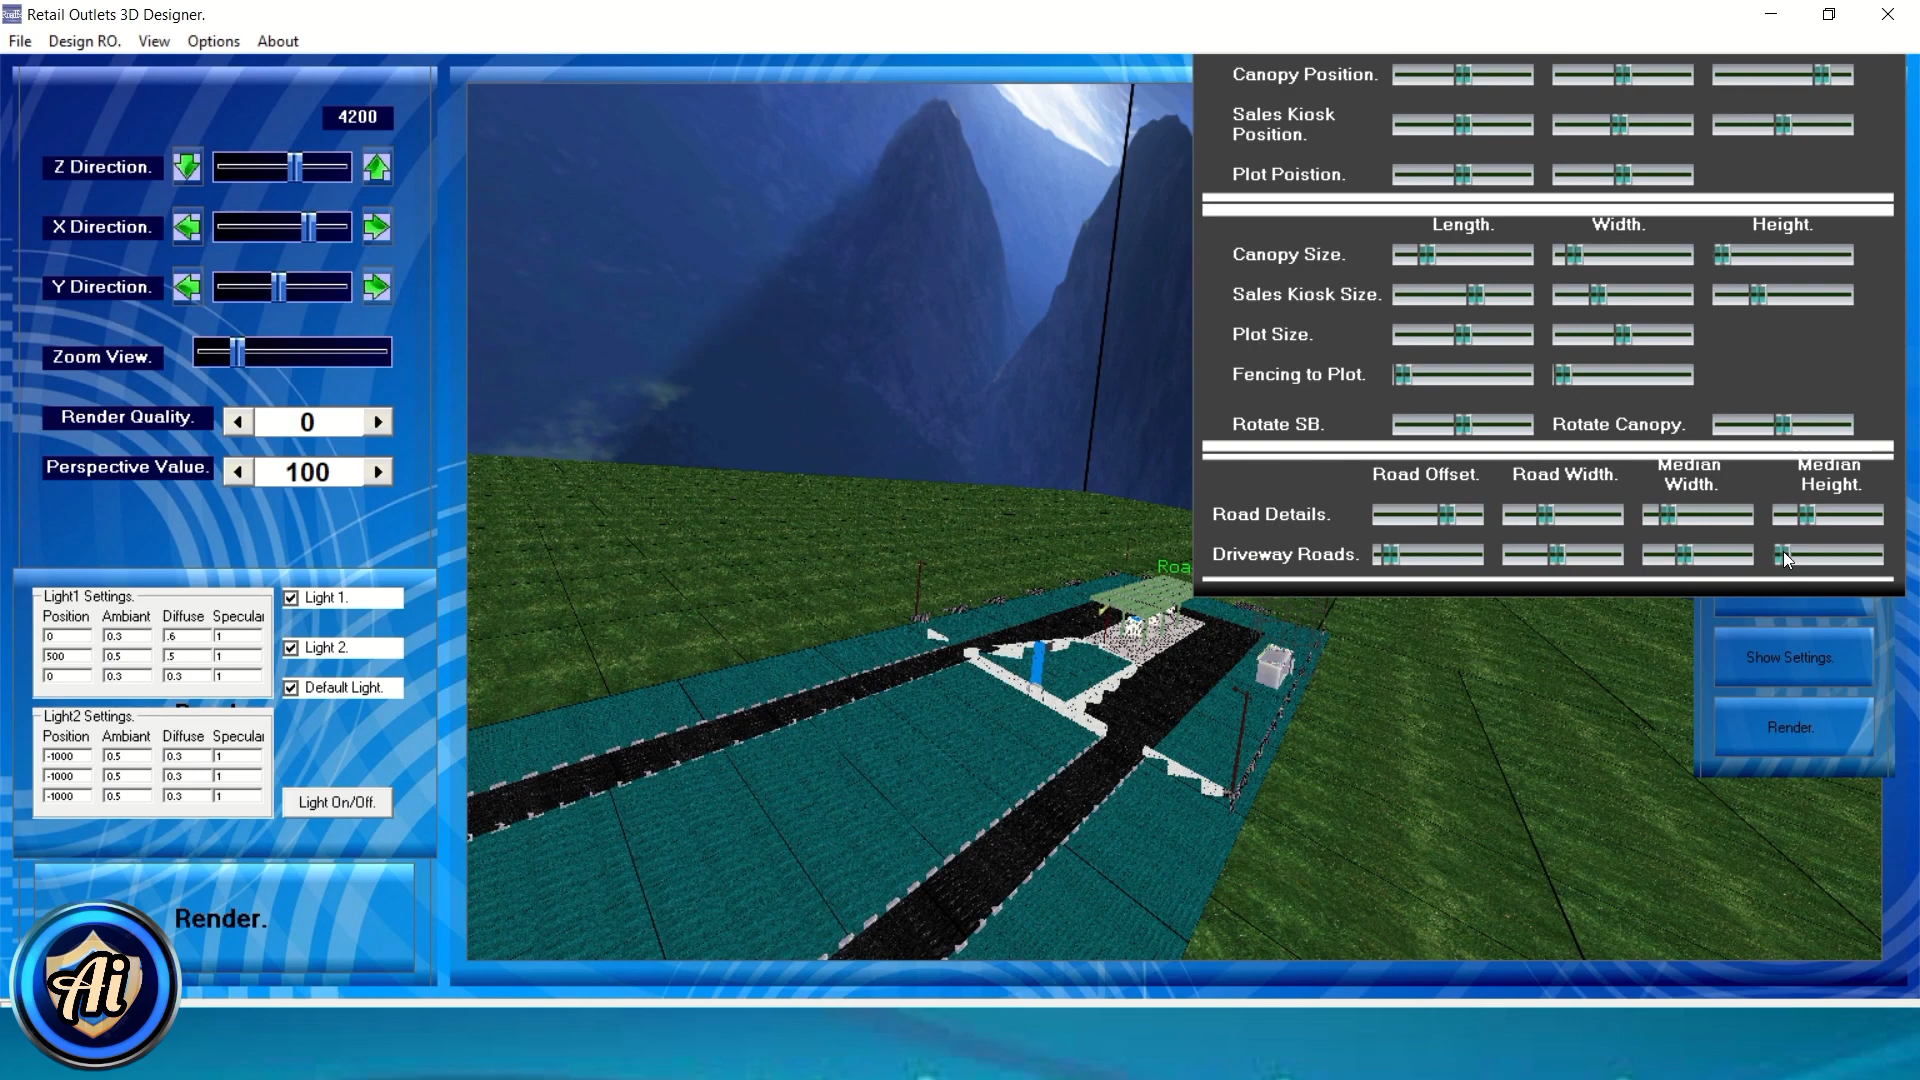 Retail Outlets 3D Designer.
File Design RO. View Options About
4200
Z Direction.
X Direction.
Y Direction.
Zoom View.
Render Quality. 0
Perspective Value. 100
Light1 Settings.
Position Ambiant Diffuse Specular
0 0.3 .6 1
500 0.5 .5 1
0 0.3 0.3 1
Light 1.
Light 2.
Default Light.
Light2 Settings.
Position Ambiant Diffuse Specular
-1000 0.5 0.3 1
-1000 0.5 0.3 1
-1000 0.5 0.3 1
Light On/Off.
Render.
Ai
Roa
Canopy Position.
Sales Kiosk
Position.
Plot Poistion.
Length. Width. Height.
Canopy Size.
Sales Kiosk Size.
Plot Size.
Fencing to Plot.
Rotate SB. Rotate Canopy.
Road Offset. Road Width. Median Width. Median Height.
Road Details.
Driveway Roads.
Show Settings.
Render.